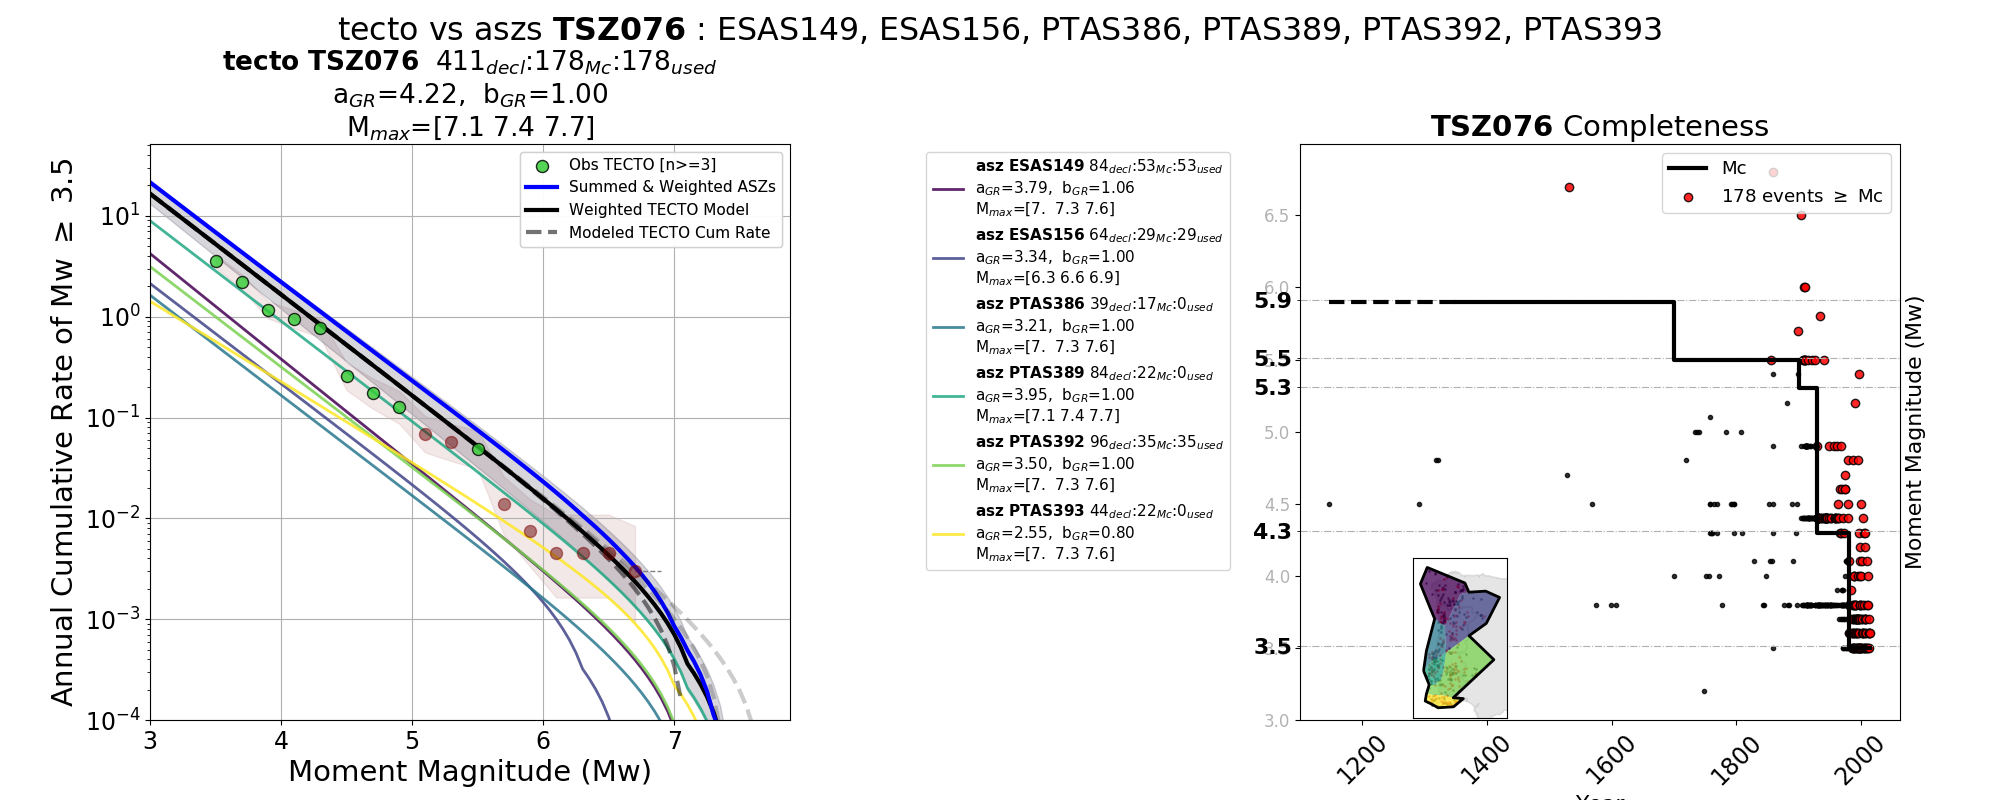 tecto vs aszs TSZ076 : ESAS149, ESAS156, PTAS386, PTAS389, PTAS392, PTAS393
tecto TSZ076 411decl:178Mc:178used
aGR=4.22, bGR=1.00
Mmax=[7.1 7.4 7.7]
Annual Cumulative Rate of Mw ≥ 3.5
10^1
10^0
10^-1
10^-2
10^-3
10^-4
3
4
5
6
7
Moment Magnitude (Mw)
Obs TECTO [n>=3]
Summed & Weighted ASZs
Weighted TECTO Model
Modeled TECTO Cum Rate
asz ESAS149 84decl:53Mc:53used
aGR=3.79, bGR=1.06
Mmax=[7. 7.3 7.6]
asz ESAS156 64decl:29Mc:29used
aGR=3.34, bGR=1.00
Mmax=[6.3 6.6 6.9]
asz PTAS386 39decl:17Mc:0used
aGR=3.21, bGR=1.00
Mmax=[7. 7.3 7.6]
asz PTAS389 84decl:22Mc:0used
aGR=3.95, bGR=1.00
Mmax=[7.1 7.4 7.7]
asz PTAS392 96decl:35Mc:35used
aGR=3.50, bGR=1.00
Mmax=[7. 7.3 7.6]
asz PTAS393 44decl:22Mc:0used
aGR=2.55, bGR=0.80
Mmax=[7. 7.3 7.6]
TSZ076 Completeness
Mc
178 events ≥ Mc
6.5
6.0
5.9
5.5
5.3
5.0
4.5
4.3
4.0
3.5
3.0
1200
1400
1600
1800
2000
Moment Magnitude (Mw)